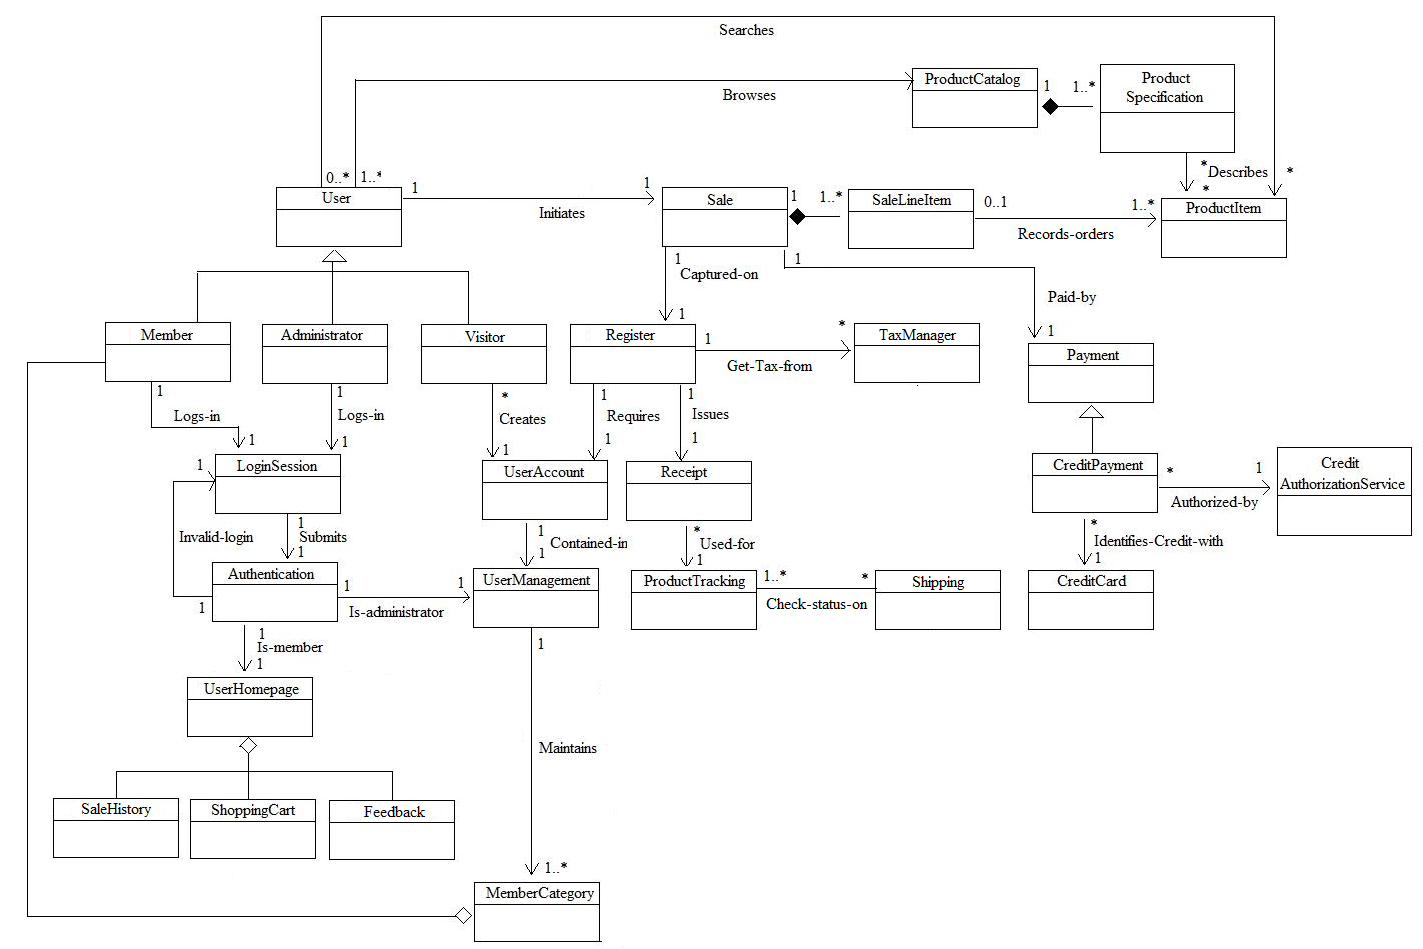 Searches
ProductCatalog
1
1..*
Product
Specification
Browses
0..*
1..*
*
Describes
*
*
User
1
1
Initiates
Sale
1
1..*
SaleLineItem
0..1
1..*
Records-orders
ProductItem
1
Captured-on
1
1
Paid-by
1
Member
Administrator
Visitor
Register
1
*
Get-Tax-from
TaxManager
Payment
1
Logs-in
1
1
Logs-in
1
*
Creates
1
1
Requires
1
1
Issues
1
1
LoginSession
UserAccount
Receipt
CreditPayment
*
1
Authorized-by
Credit
AuthorizationService
Invalid-login
1
Submits
1
1
Contained-in
1
*
Used-for
1
*
Identifies-Credit-with
1
Authentication
1
1
1
Is-administrator
UserManagement
ProductTracking
1..*
*
Check-status-on
Shipping
CreditCard
1
Is-member
1
1
UserHomepage
Maintains
SaleHistory
ShoppingCart
Feedback
1..*
MemberCategory